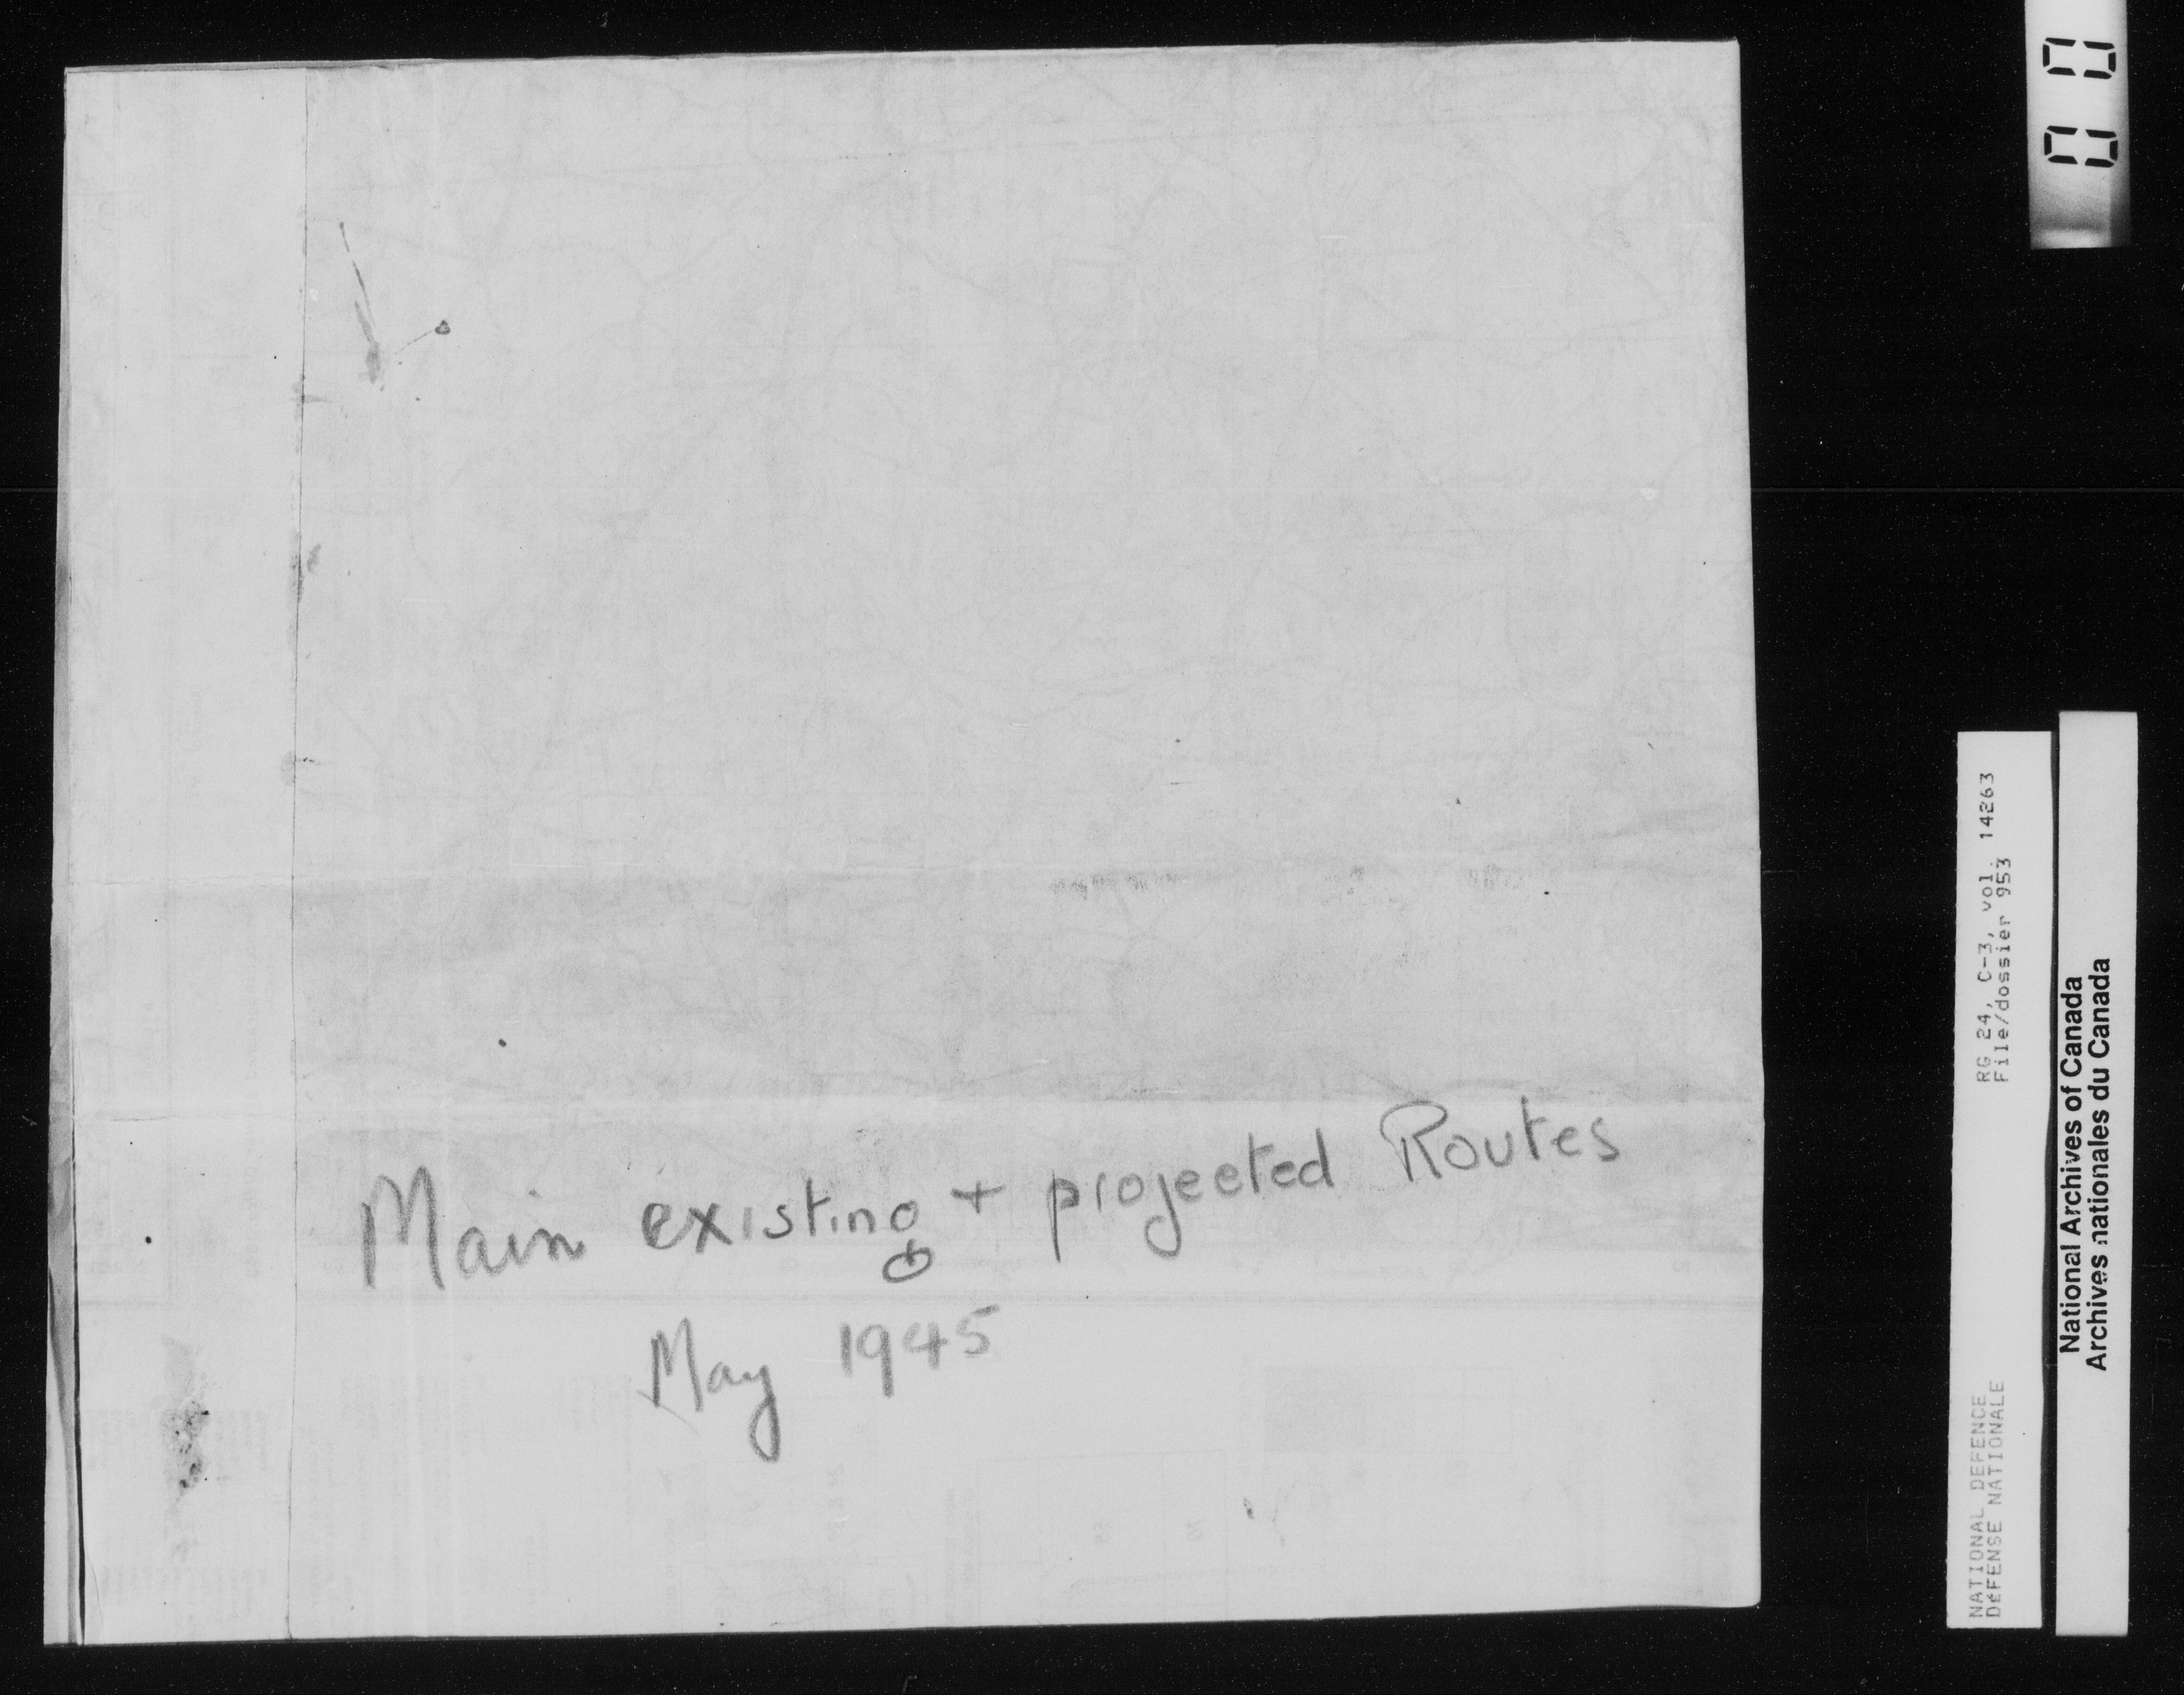 Main existing + projected Routes
May 1945
RG 24, C-3, vol. 14263
File/dossier 953
NATIONAL DEFENCE
DéFENSE NATIONALE
National Archives of Canada
Archives nationales du Canada